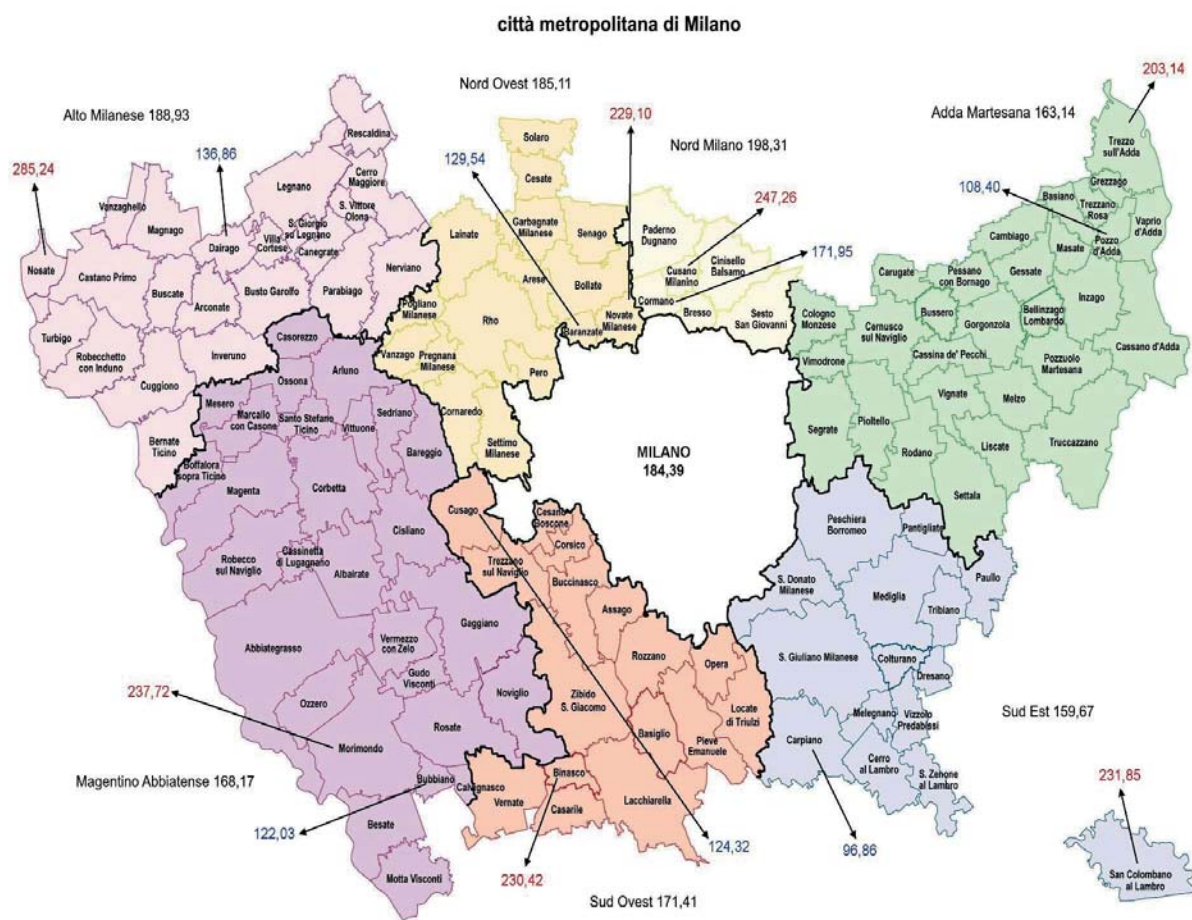 città metropolitana di Milano
Nord Ovest 185,11
Alto Milanese 188,93
203,14
Adda Martesana 163,14
229,10
Nord Milano 198,31
136,86
129,54
285,24
247,26
108,40
171,95
Rescaldina
Cerro
Maggiore
Legnano
S. Vittore
Olona
S. Giorgio
su Legnano
Villa
Cortese
Canegrate
Vanzaghello
Magnago
Dairago
Nosate
Castano Primo
Buscate
Arconate
Busto Garolfo
Parabiago
Nerviano
Turbigo
Robecchetto
con Induno
Inveruno
Cuggiono
Bernate
Ticino
Solaro
Cesate
Garbagnate
Milanese
Senago
Lainate
Arese
Bollate
Pogliano
Milanese
Rho
Baranzate
Novate
Milanese
Vanzago
Pregnana
Milanese
Pero
Cornaredo
Settimo
Milanese
Paderno
Dugnano
Cusano
Milanino
Cinisello
Balsamo
Cormano
Bresso
Sesto
San Giovanni
Trezzo
sull'Adda
Grezzago
Basiano
Trezzano
Rosa
Vaprio
d'Adda
Pozzo
d'Adda
Cambiago
Masate
Carugate
Pessano
con Bornago
Gessate
Inzago
Bussero
Bellinzago
Lombardo
Gorgonzola
Cologno
Monzese
Cernusco
sul Naviglio
Cassano d'Adda
Vimodrone
Cassina de' Pecchi
Pozzuolo
Martesana
Vignate
Melzo
Segrate
Pioltello
Rodano
Liscate
Truccazzano
Settala
MILANO
184,39
Casorezzo
Arluno
Ossona
Mesero
Marcallo
con Casone
Santo Stefano
Ticino
Vittuone
Sedriano
Bareggio
Boffalora
sopra Ticino
Magenta
Corbetta
Cisliano
Robecco
sul Naviglio
Cassinetta
di Lugagnano
Albairate
Abbiategrasso
Vermezzo
con Zelo
Gaggiano
Gudo
Visconti
Ozzero
Noviglio
Rosate
Morimondo
Bubbiano
Calvignasco
Besate
Motta Visconti
237,72
Magentino Abbiatense 168,17
122,03
Cusago
Cesano
Boscone
Corsico
Trezzano
sul Naviglio
Buccinasco
Assago
Rozzano
Opera
Zibido
S. Giacomo
Locate
di Triulzi
Basiglio
Pieve
Emanuele
Binasco
Vernate
Casarile
Lacchiarella
230,42
124,32
Sud Ovest 171,41
Peschiera
Borromeo
Pantigliate
Paullo
S. Donato
Milanese
Mediglia
Tribiano
S. Giuliano Milanese
Colturano
Dresano
Melegnano
Vizzolo
Predabissi
Carpiano
Cerro
al Lambro
S. Zenone
al Lambro
Sud Est 159,67
96,86
231,85
San Colombano
al Lambro